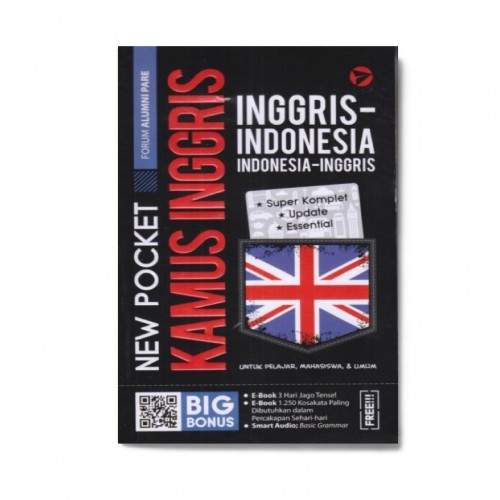 FORUM ALUMNI PARE
NEW POCKET
KAMUS INGGRIS
INGGRIS-
INDONESIA
INDONESIA-INGGRIS
★ Super Komplet
★ Update
★ Essential
UNTUK PELAJAR, MAHASISWA, & UMUM
BIG
BONUS
• E-Book 3 Hari Jago Tenses!
• E-Book 1.250 Kosakata Paling
Dibutuhkan dalam
Percakapan Sehari-hari
• Smart Audio; Basic Grammar
FREE!!!